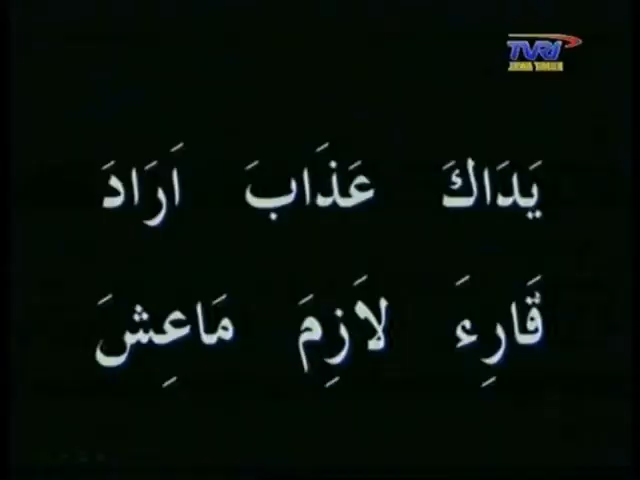 TVRI
JAWA TIMUR
يَدَاكَ عَذَابَ اَرَادَ
قَارِءَ لاَزِمَ مَاعِشَ